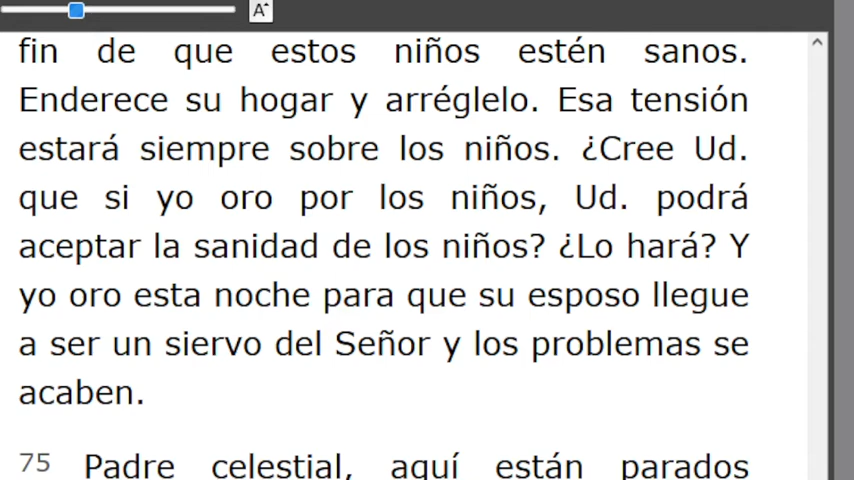 A
fin de que estos niños estén sanos.
Enderece su hogar y arréglelo. Esa tensión
estará siempre sobre los niños. ¿Cree Ud.
que si yo oro por los niños, Ud. podrá
aceptar la sanidad de los niños? ¿Lo hará? Y
yo oro esta noche para que su esposo llegue
a ser un siervo del Señor y los problemas se
acaben.
75 Padre celestial, aquí están parados